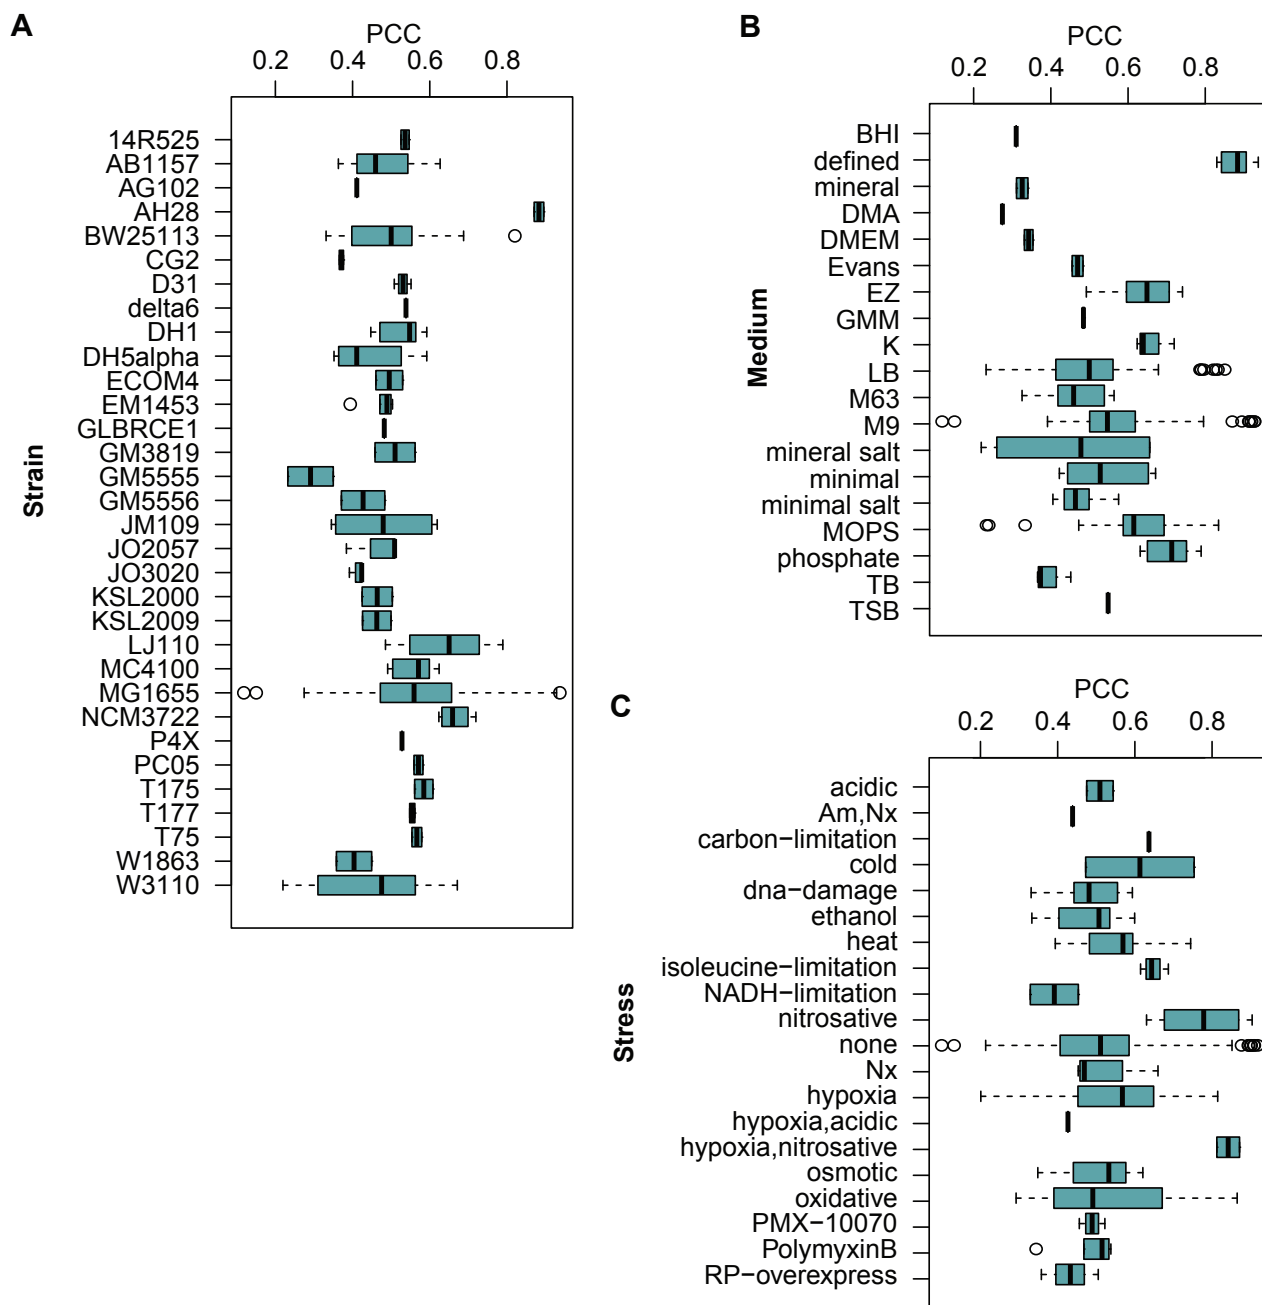 A
PCC
0.2 0.4 0.6 0.8
14R525
AB1157
AG102
AH28
BW25113
CG2
D31
delta6
DH1
DH5alpha
ECOM4
EM1453
GLBRCE1
GM3819
GM5555
GM5556
JM109
JO2057
JO3020
KSL2000
KSL2009
LJ110
MC4100
MG1655
NCM3722
P4X
PC05
T175
T177
T75
W1863
W3110
Strain
B
PCC
0.2 0.4 0.6 0.8
BHI
defined
mineral
DMA
DMEM
Evans
EZ
GMM
K
LB
M63
M9
mineral salt
minimal
minimal salt
MOPS
phosphate
TB
TSB
Medium
C
PCC
0.2 0.4 0.6 0.8
acidic
Am,Nx
carbon−limitation
cold
dna−damage
ethanol
heat
isoleucine−limitation
NADH−limitation
nitrosative
none
Nx
hypoxia
hypoxia,acidic
hypoxia,nitrosative
osmotic
oxidative
PMX−10070
PolymyxinB
RP−overexpress
Stress